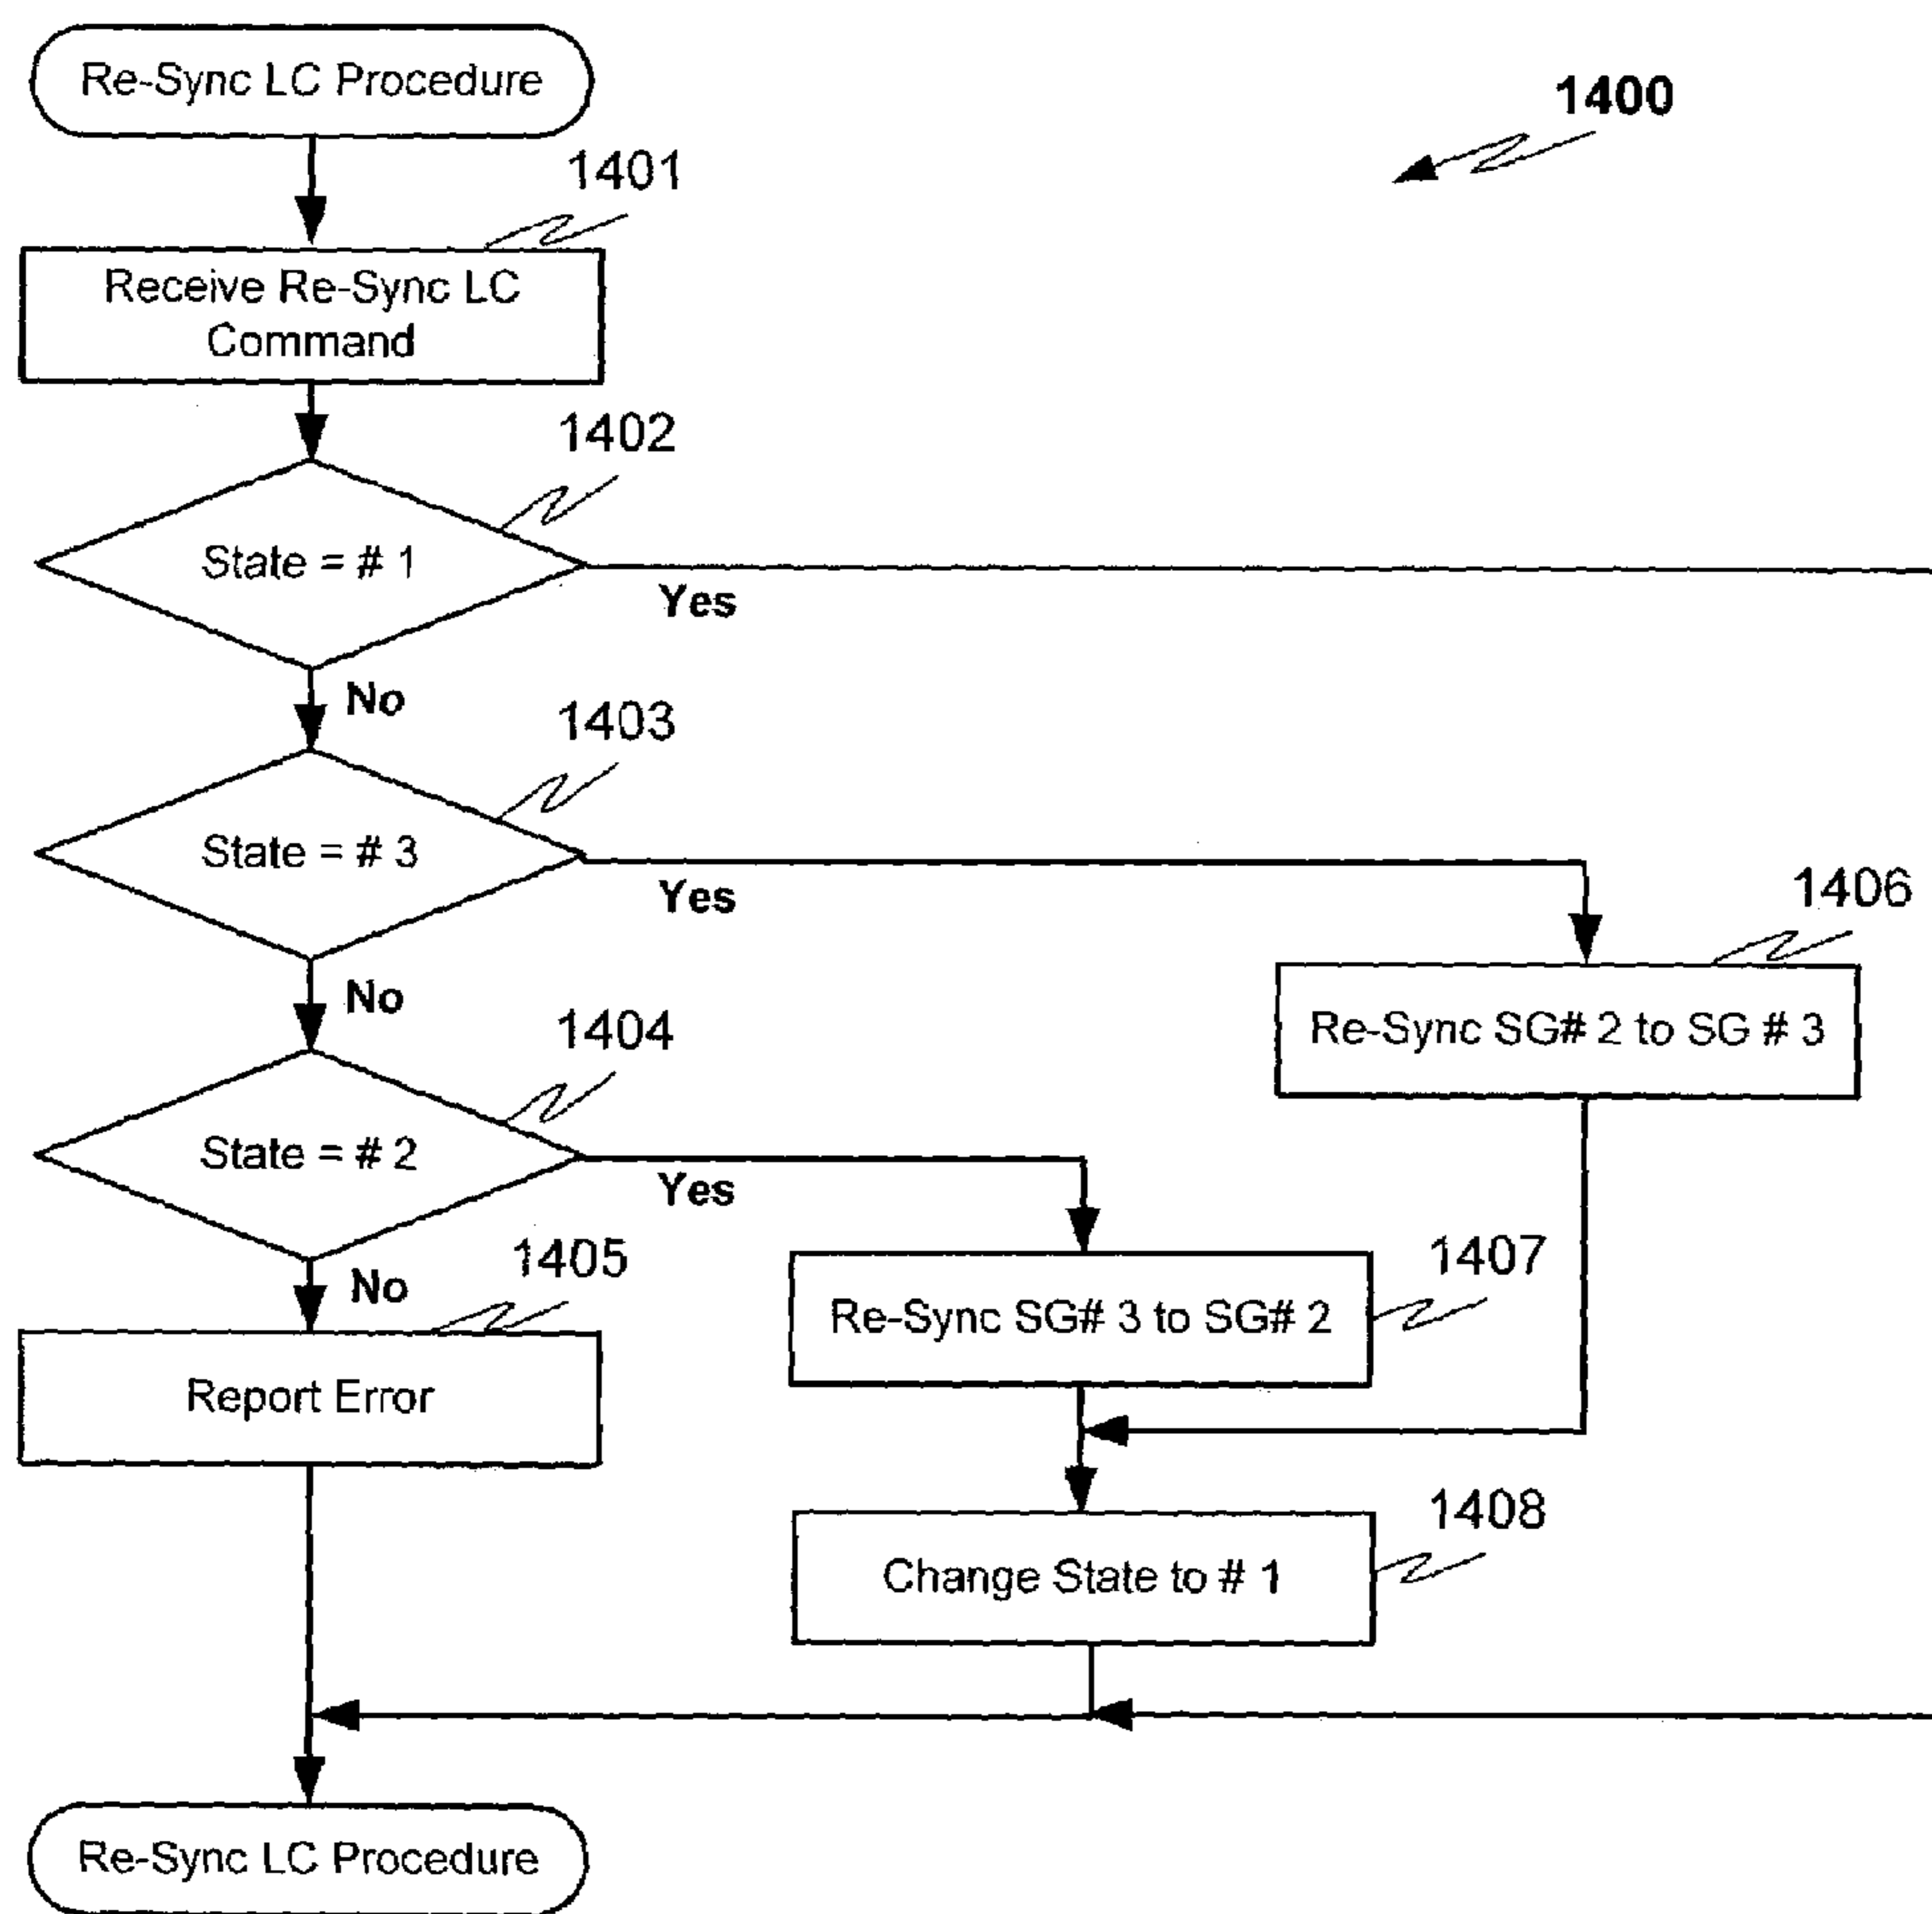 Re-Sync LC Procedure
1400
1401
Receive Re-Sync LC
Command
1402
State = # 1
Yes
No
1403
State = # 3
Yes
1406
Re-Sync SG# 2 to SG # 3
No
1404
State = # 2
Yes
1407
Re-Sync SG# 3 to SG# 2
No
1405
Report Error
1408
Change State to # 1
Re-Sync LC Procedure